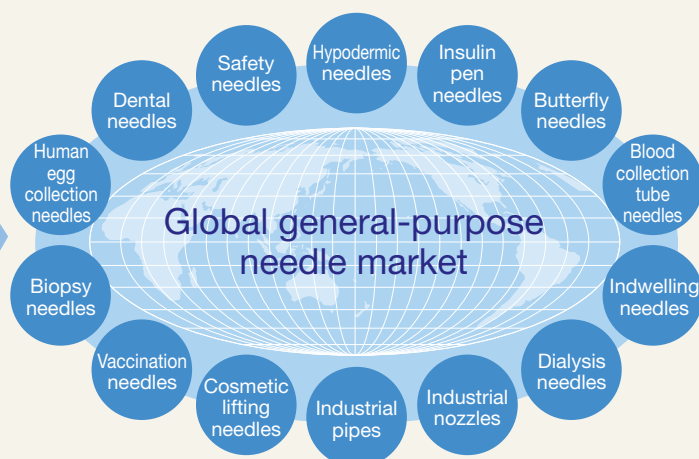 Hypodermic
needles
Insulin
pen
needles
Butterfly
needles
Blood
collection
tube
needles
Indwelling
needles
Dialysis
needles
Industrial
nozzles
Industrial
pipes
Cosmetic
lifting
needles
Vaccination
needles
Biopsy
needles
Human
egg
collection
needles
Dental
needles
Safety
needles
Global general-purpose
needle market